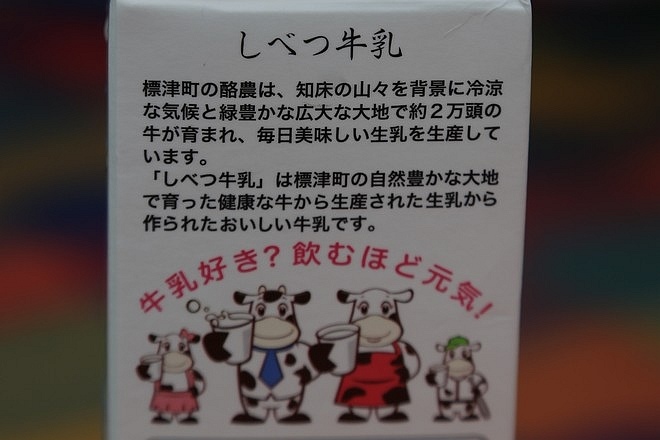 しべつ牛乳
標津町の酪農は、知床の山々を背景に冷涼
な気候と緑豊かな広大な大地で約2万頭の
牛が育まれ、毎日美味しい生乳を生産して
います。
「しべつ牛乳」は標津町の自然豊かな大地
で育った健康な牛から生産された生乳から
作られたおいしい牛乳です。
牛乳好き?飲むほど元気!